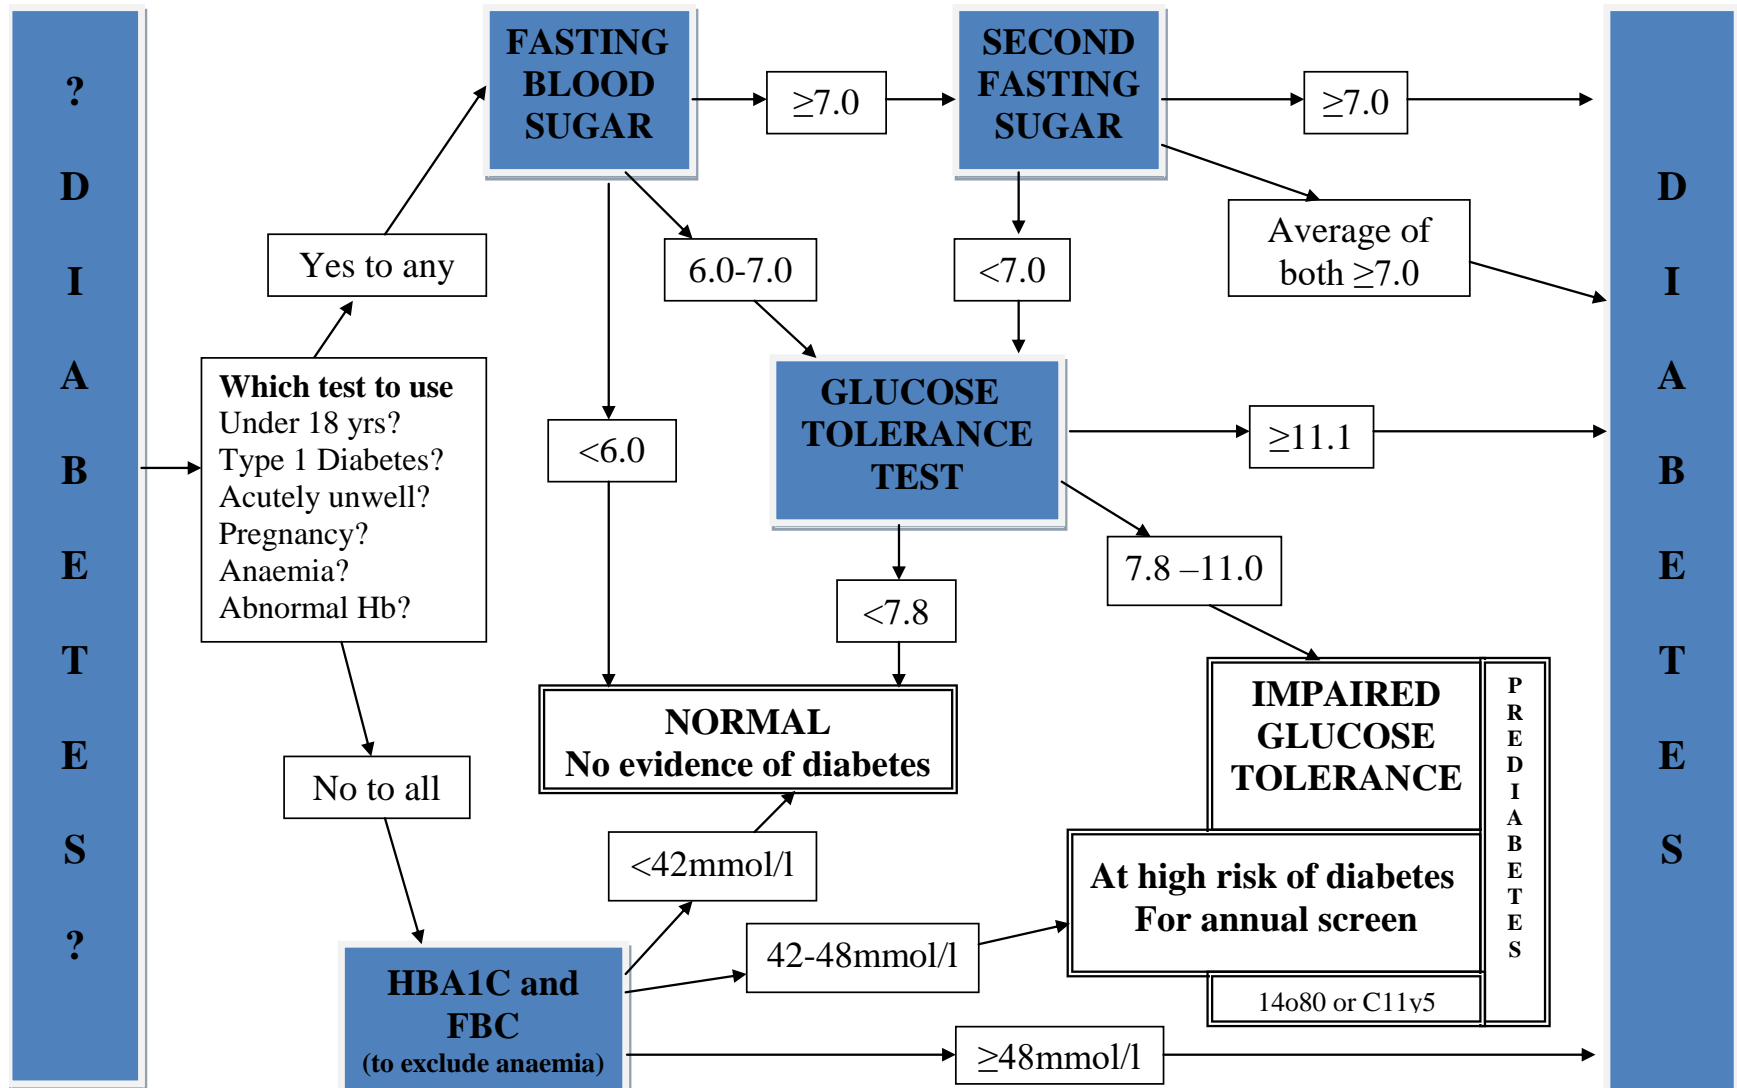 ? DIABETES?
FASTING
BLOOD
SUGAR
≥7.0
SECOND
FASTING
SUGAR
≥7.0
Average of
both ≥7.0
Yes to any
6.0-7.0
<7.0
Which test to use
Under 18 yrs?
Type 1 Diabetes?
Acutely unwell?
Pregnancy?
Anaemia?
Abnormal Hb?
<6.0
GLUCOSE
TOLERANCE
TEST
≥11.1
7.8 –11.0
<7.8
NORMAL
No evidence of diabetes
IMPAIRED
GLUCOSE
TOLERANCE
PREDIABETES
No to all
<42mmol/l
At high risk of diabetes
For annual screen
42-48mmol/l
14o80 or C11y5
HBA1C and
FBC
(to exclude anaemia)
≥48mmol/l
DIABETES